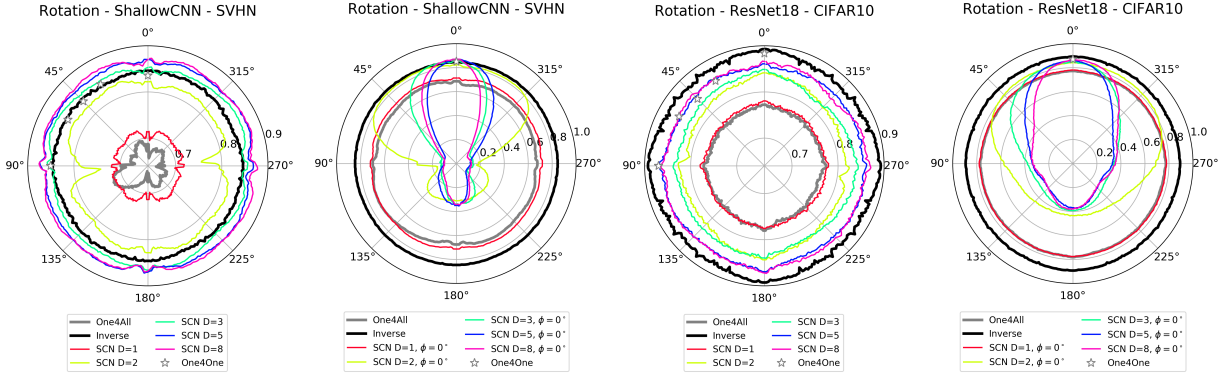 Rotation - ShallowCNN - SVHN
0°
45°
315°
90°
270°
135°
225°
180°
0.7
0.8
0.9
One4All
Inverse
SCN D=1
SCN D=2
SCN D=3
SCN D=5
SCN D=8
One4One
Rotation - ShallowCNN - SVHN
0°
45°
315°
90°
270°
135°
225°
180°
0.2
0.4
0.6
0.8
1.0
One4All
Inverse
SCN D=1, ϕ=0°
SCN D=2, ϕ=0°
SCN D=3, ϕ=0°
SCN D=5, ϕ=0°
SCN D=8, ϕ=0°
One4One
Rotation - ResNet18 - CIFAR10
0°
45°
315°
90°
270°
135°
225°
180°
0.7
0.8
0.9
One4All
Inverse
SCN D=1
SCN D=2
SCN D=3
SCN D=5
SCN D=8
One4One
Rotation - ResNet18 - CIFAR10
0°
45°
315°
90°
270°
135°
225°
180°
0.2
0.4
0.6
0.8
1.0
One4All
Inverse
SCN D=1, ϕ=0°
SCN D=2, ϕ=0°
SCN D=3, ϕ=0°
SCN D=5, ϕ=0°
SCN D=8, ϕ=0°
One4One